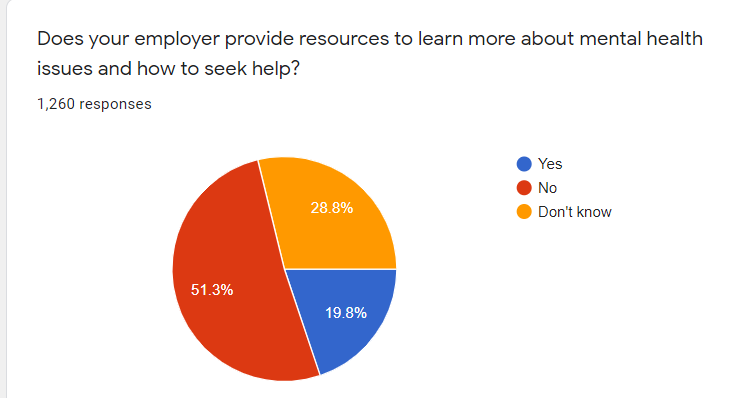 Does your employer provide resources to learn more about mental health
issues and how to seek help?
1,260 responses
Yes
No
Don't know
28.8%
51.3%
19.8%